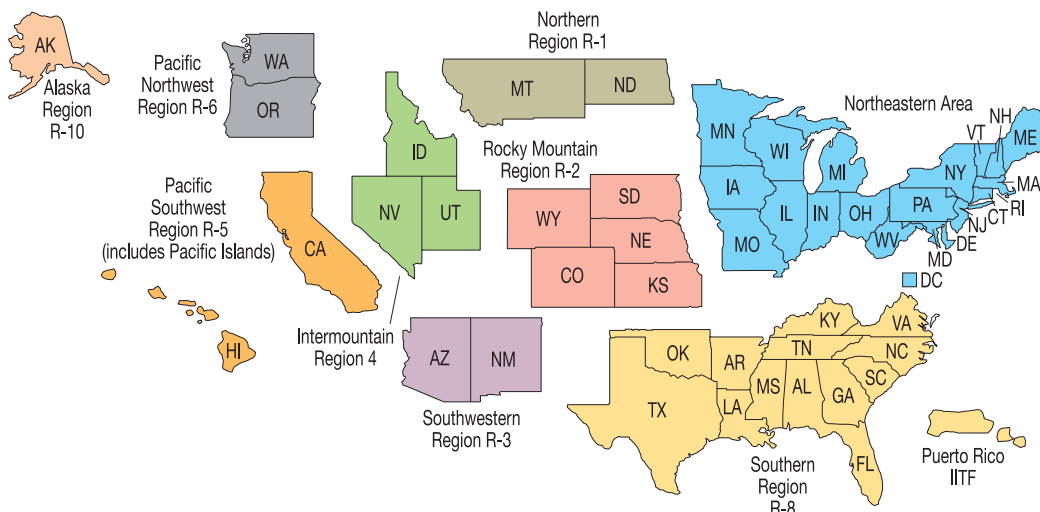 AK
Alaska
Region
R-10
Pacific
Northwest
Region R-6
WA
OR
Northern
Region R-1
MT
ND
ID
NV
UT
Intermountain
Region 4
Rocky Mountain
Region R-2
WY
SD
NE
CO
KS
Pacific
Southwest
Region R-5
(includes Pacific Islands)
CA
HI
AZ
NM
Southwestern
Region R-3
Northeastern Area
MN
WI
MI
IA
IL
IN
OH
MO
WV
PA
NY
VT
NH
ME
MA
RI
CT
NJ
DE
MD
DC
KY
VA
TN
NC
OK
AR
SC
MS
AL
GA
TX
LA
FL
Southern
Region
R-8
Puerto Rico
IITF